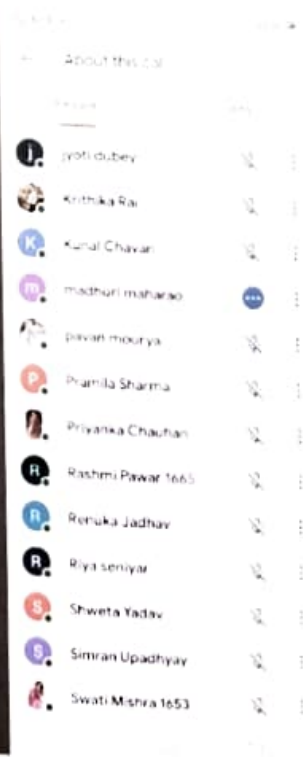 About this call
j jyoti dubey
Krithika Rai
K Kunal Chavan
m madhuri maharao
pavan mourya
P Pramila Sharma
Priyanka Chauhan
R Rashmi Pawar 1665
R Renuka Jadhav
R Riya seniyar
S Shweta Yadav
S Simran Upadhyay
Swati Mishra 1653